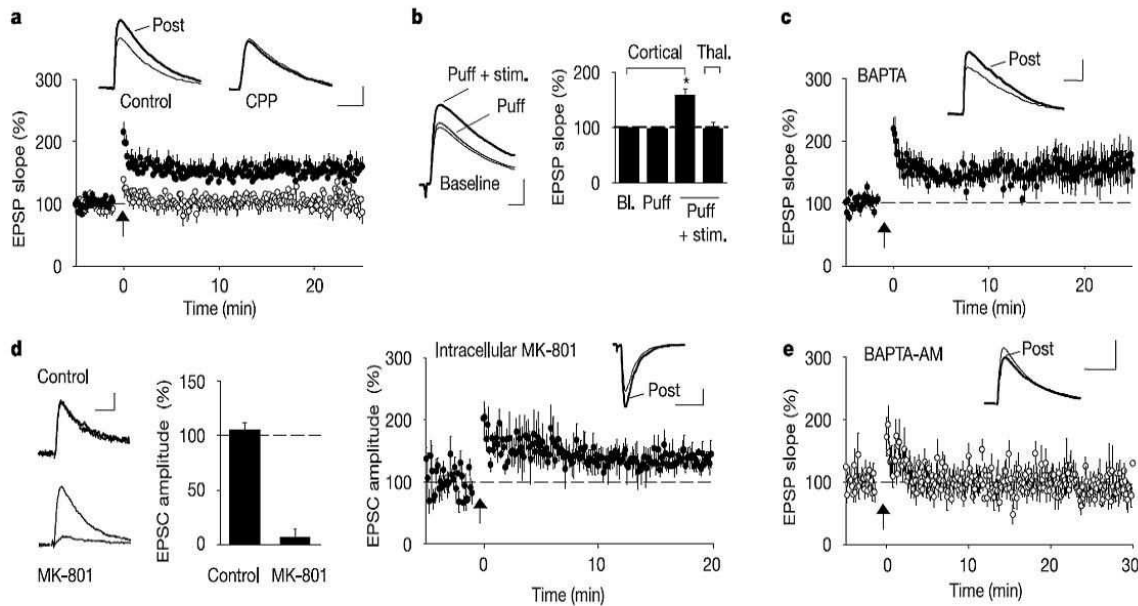 a
Post
300
Control
CPP
EPSP slope (%)
200
100
0
0
10
20
Time (min)
b
Puff + stim.
Puff
Baseline
Cortical
Thal.
200
*
EPSP slope (%)
150
100
50
0
Bl.
Puff
Puff
+ stim.
c
BAPTA
Post
300
EPSP slope (%)
200
100
0
0
10
20
Time (min)
d
Control
MK-801
150
EPSC amplitude (%)
100
50
0
Control
MK-801
Intracellular MK-801
Post
300
EPSC amplitude (%)
200
100
0
0
10
20
Time (min)
e
BAPTA-AM
Post
300
EPSP slope (%)
200
100
0
0
10
20
30
Time (min)